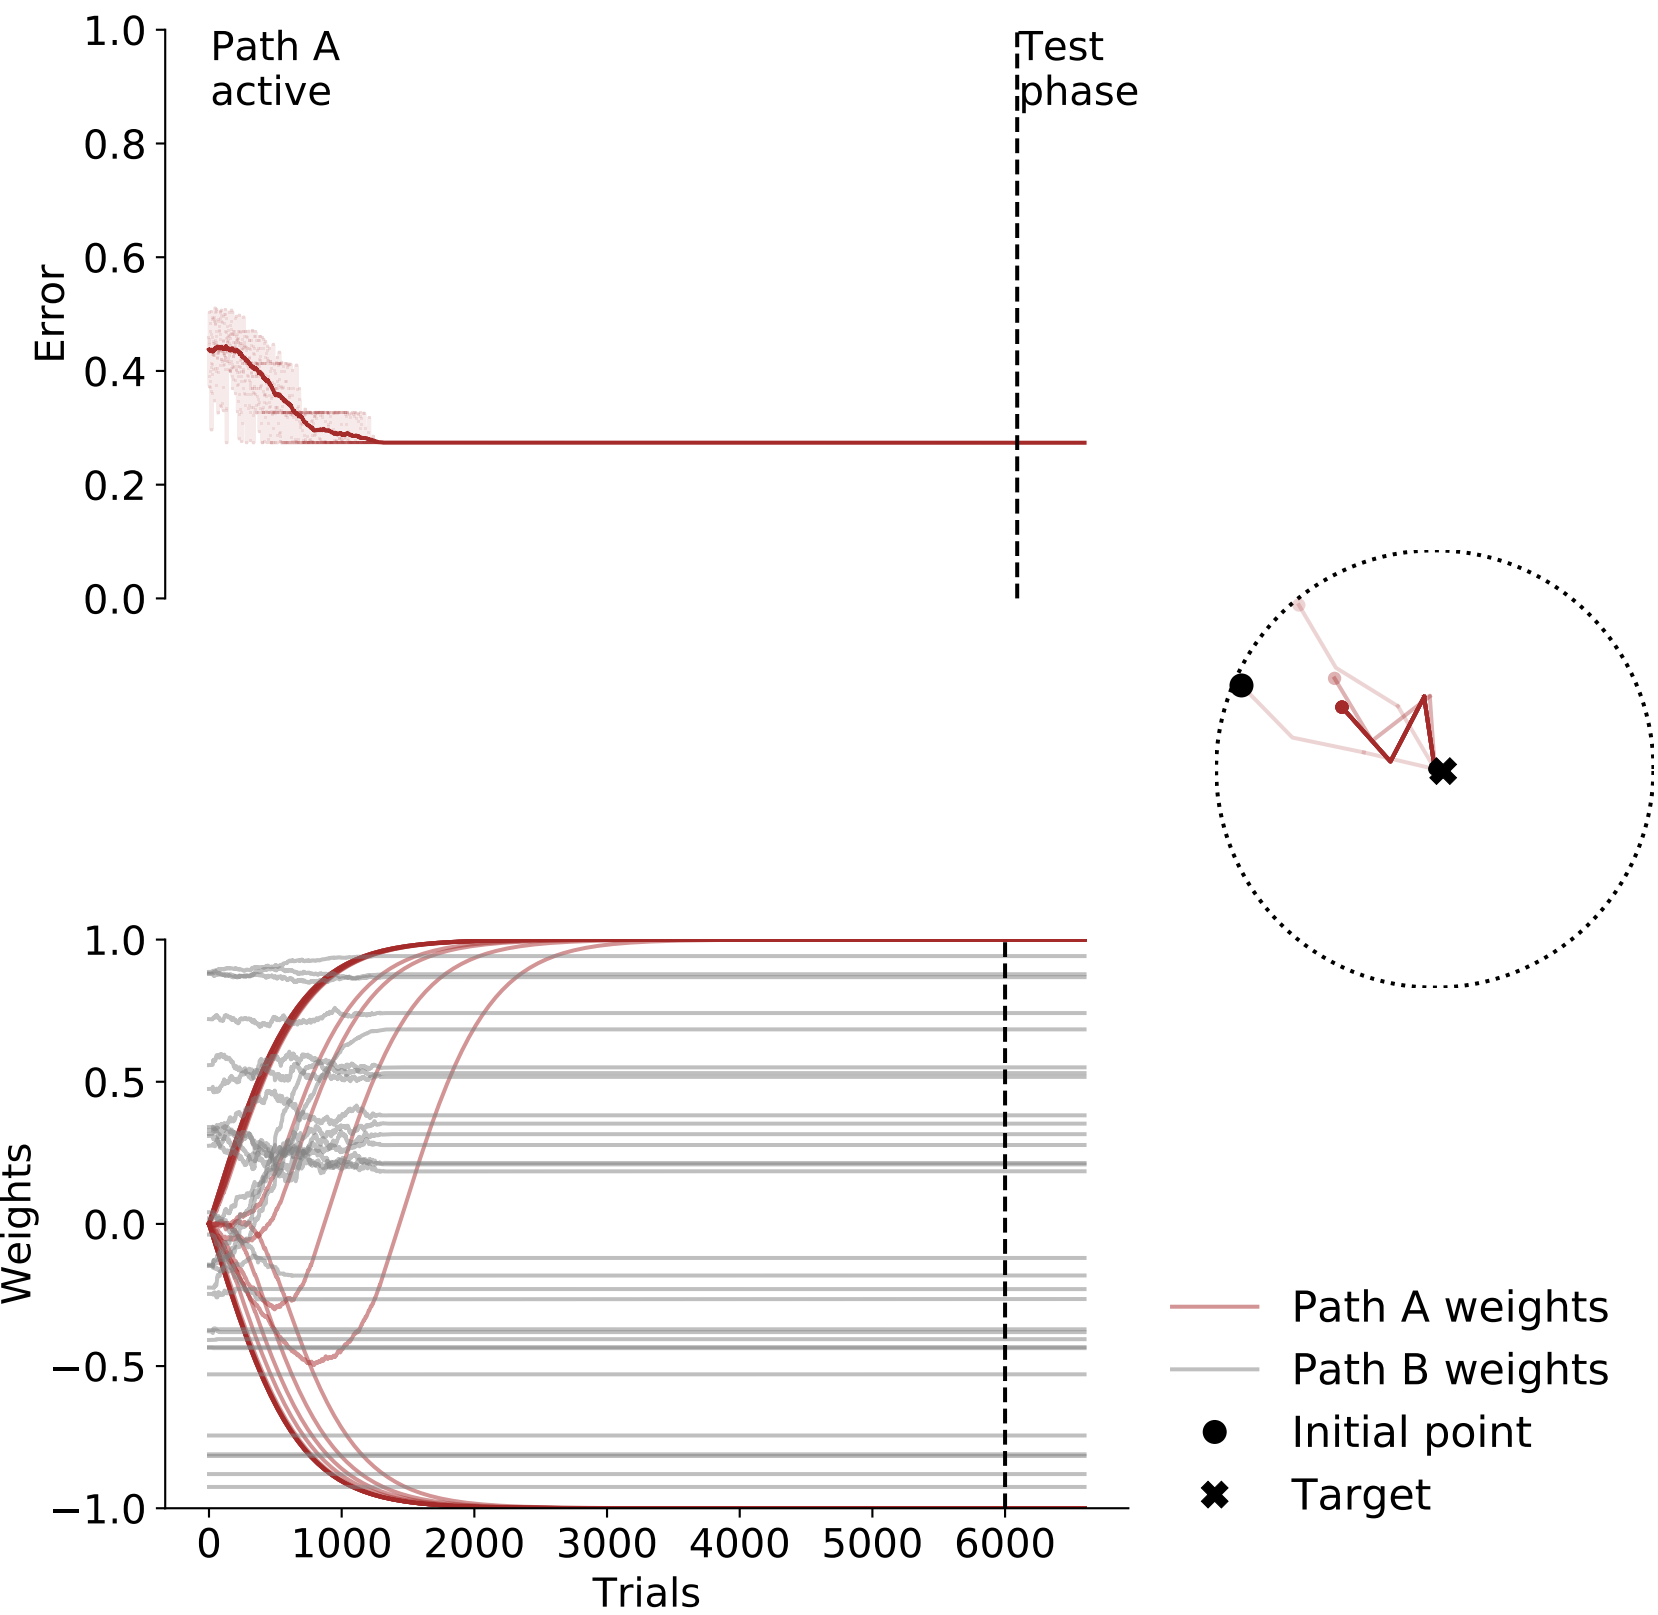 Path A
active
Test
phase
1.0
0.8
0.6
0.4
0.2
0.0
Error
1.0
0.5
0.0
−0.5
−1.0
Weights
0 1000 2000 3000 4000 5000 6000
Trials
Path A weights
Path B weights
Initial point
Target